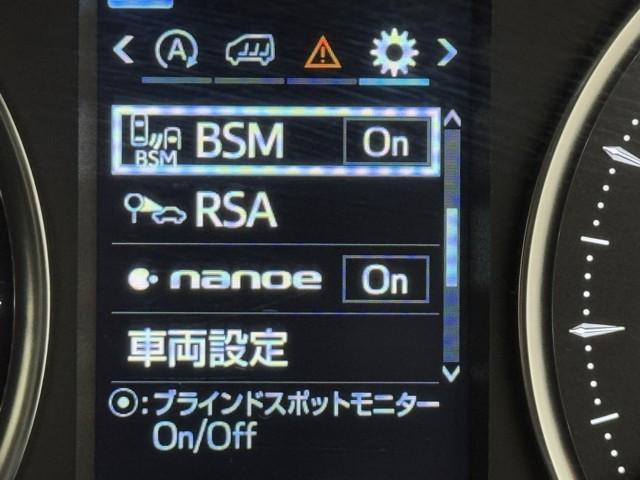 A
BSM BSM On
RSA
nanoe On
車両設定
:ブラインドスポットモニター
On/Off